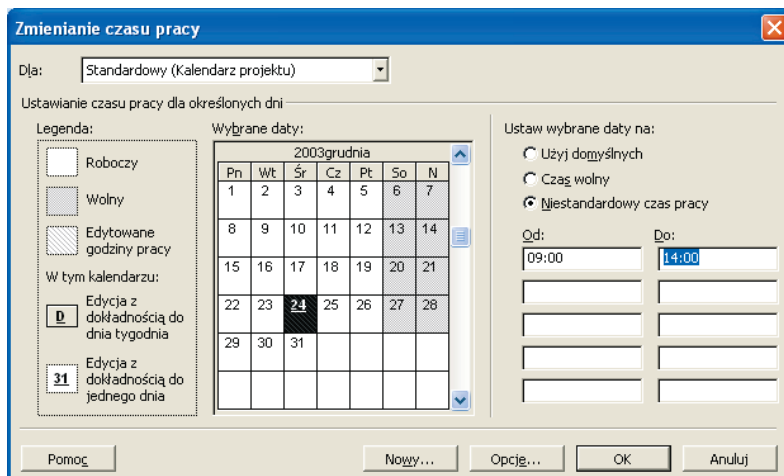 Zmienianie czasu pracy
Dla: Standardowy (Kalendarz projektu)
Ustawianie czasu pracy dla określonych dni
Legenda:
Roboczy
Wolny
Edytowane
godziny pracy
W tym kalendarzu:
D
Edycja z
dokładnością do
dnia tygodnia
31
Edycja z
dokładnością do
jednego dnia
Wybrane daty:
2003grudnia
Pn Wt Śr Cz Pt So N
1 2 3 4 5 6 7
8 9 10 11 12 13 14
15 16 17 18 19 20 21
22 23 24 25 26 27 28
29 30 31
Ustaw wybrane daty na:
Użyj domyślnych
Czas wolny
Niestandardowy czas pracy
Od: Do:
09:00 14:00
Pomoc Nowy... Opcje... OK Anuluj